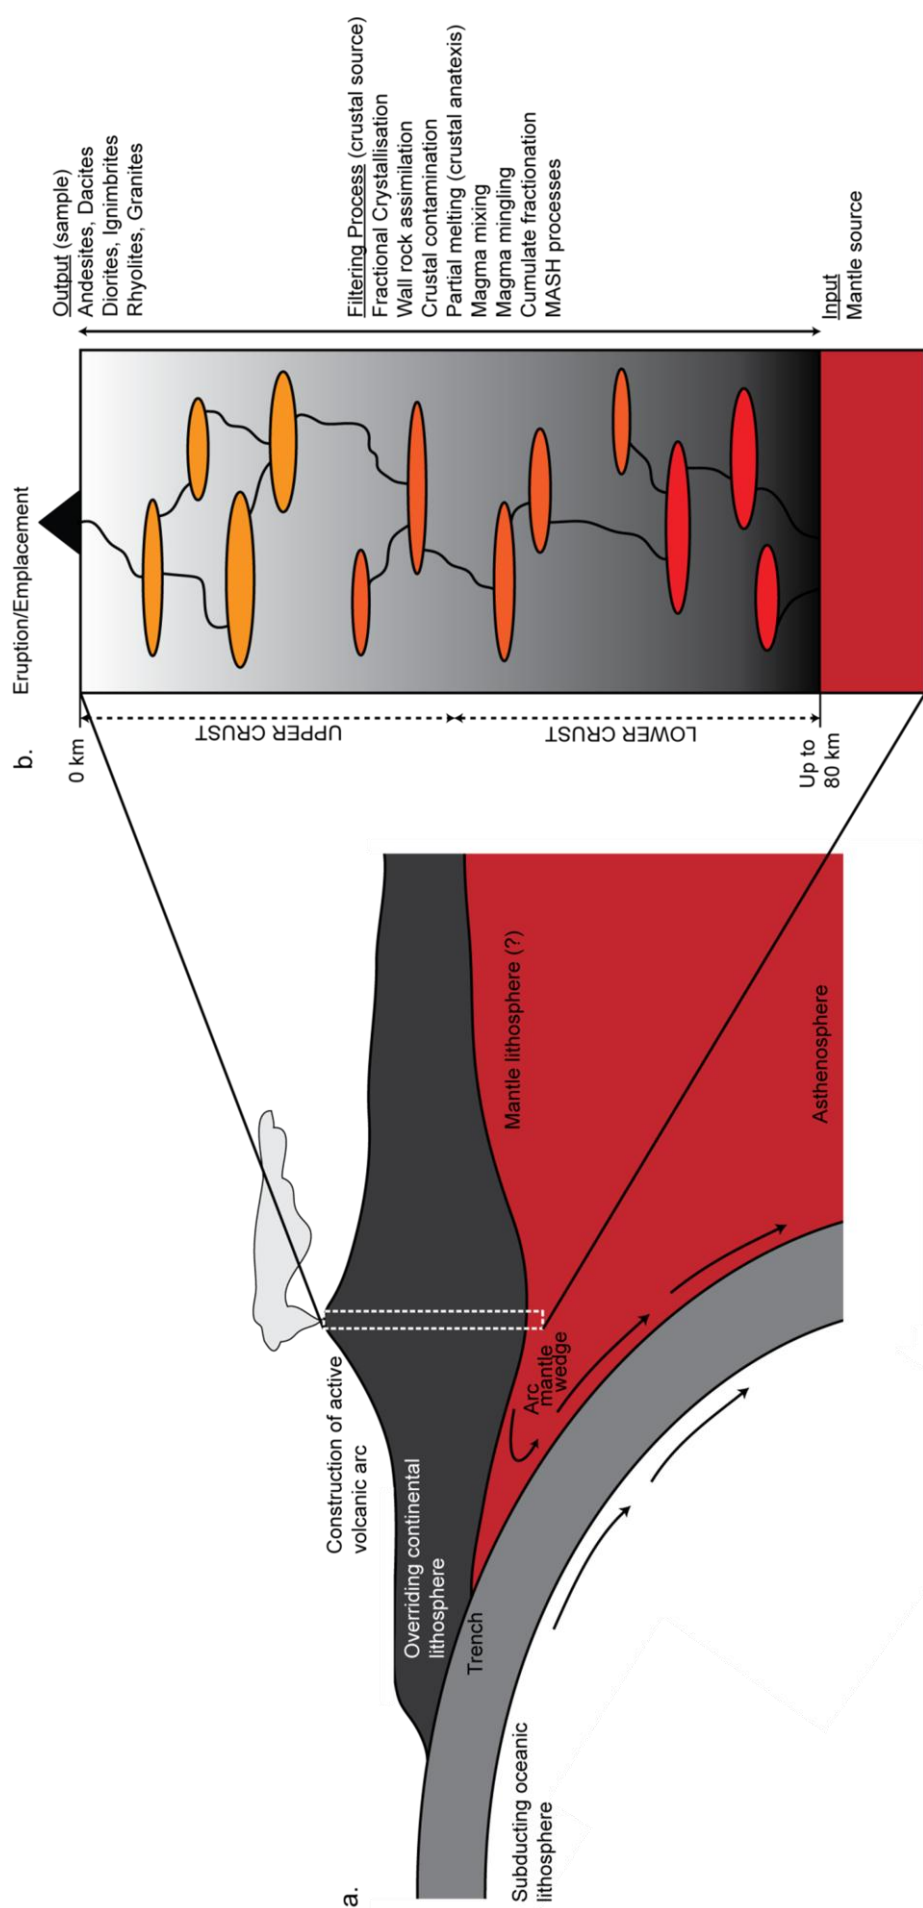 a.
Construction of active
volcanic arc
Overriding continental
lithosphere
Trench
Subducting oceanic
lithosphere
Arc
mantle
wedge
Mantle lithosphere (?)
Asthenosphere
b.
Eruption/Emplacement
0 km
UPPER CRUST
LOWER CRUST
Up to
80 km
Output (sample)
Andesites, Dacites
Diorites, Ignimbrites
Rhyolites, Granites
Filtering Process (crustal source)
Fractional Crystallisation
Wall rock assimilation
Crustal contamination
Partial melting (crustal anatexis)
Magma mixing
Magma mingling
Cumulate fractionation
MASH processes
Input
Mantle source